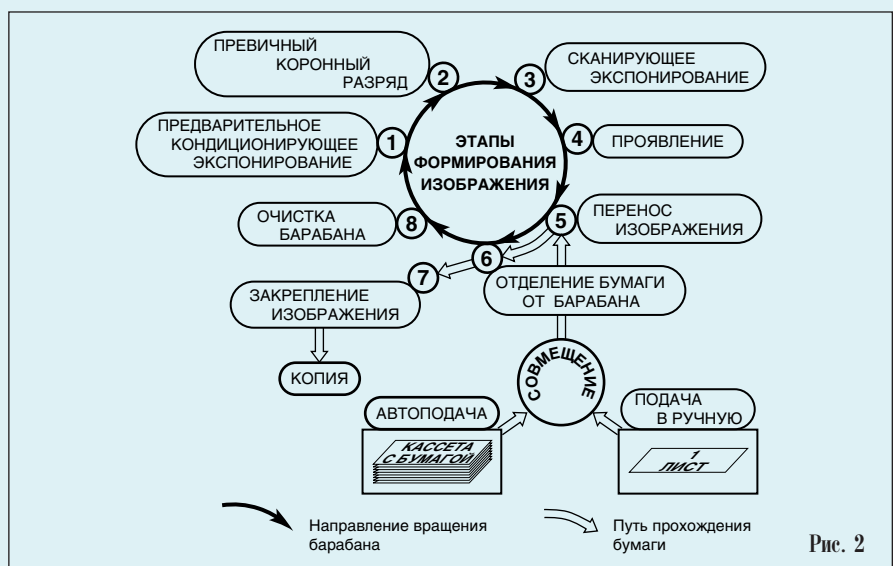 ПРЕВИЧНЫЙ
КОРОННЫЙ
РАЗРЯД
2
3
СКАНИРУЮЩЕЕ
ЭКСПОНИРОВАНИЕ
ПРЕДВАРИТЕЛЬНОЕ
КОНДИЦИОНИРУЮЩЕЕ
ЭКСПОНИРОВАНИЕ
1
ЭТАПЫ
ФОРМИРОВАНИЯ
ИЗОБРАЖЕНИЯ
4
ПРОЯВЛЕНИЕ
ОЧИСТКА
БАРАБАНА
8
5
ПЕРЕНОС
ИЗОБРАЖЕНИЯ
6
7
ЗАКРЕПЛЕНИЕ
ИЗОБРАЖЕНИЯ
ОТДЕЛЕНИЕ БУМАГИ
ОТ БАРАБАНА
КОПИЯ
СОВМЕЩЕНИЕ
АВТОПОДАЧА
КАССЕТА
С БУМАГОЙ
ПОДАЧА
В РУЧНУЮ
1
ЛИСТ
Направление вращения
барабана
Путь прохождения
бумаги
Рис. 2